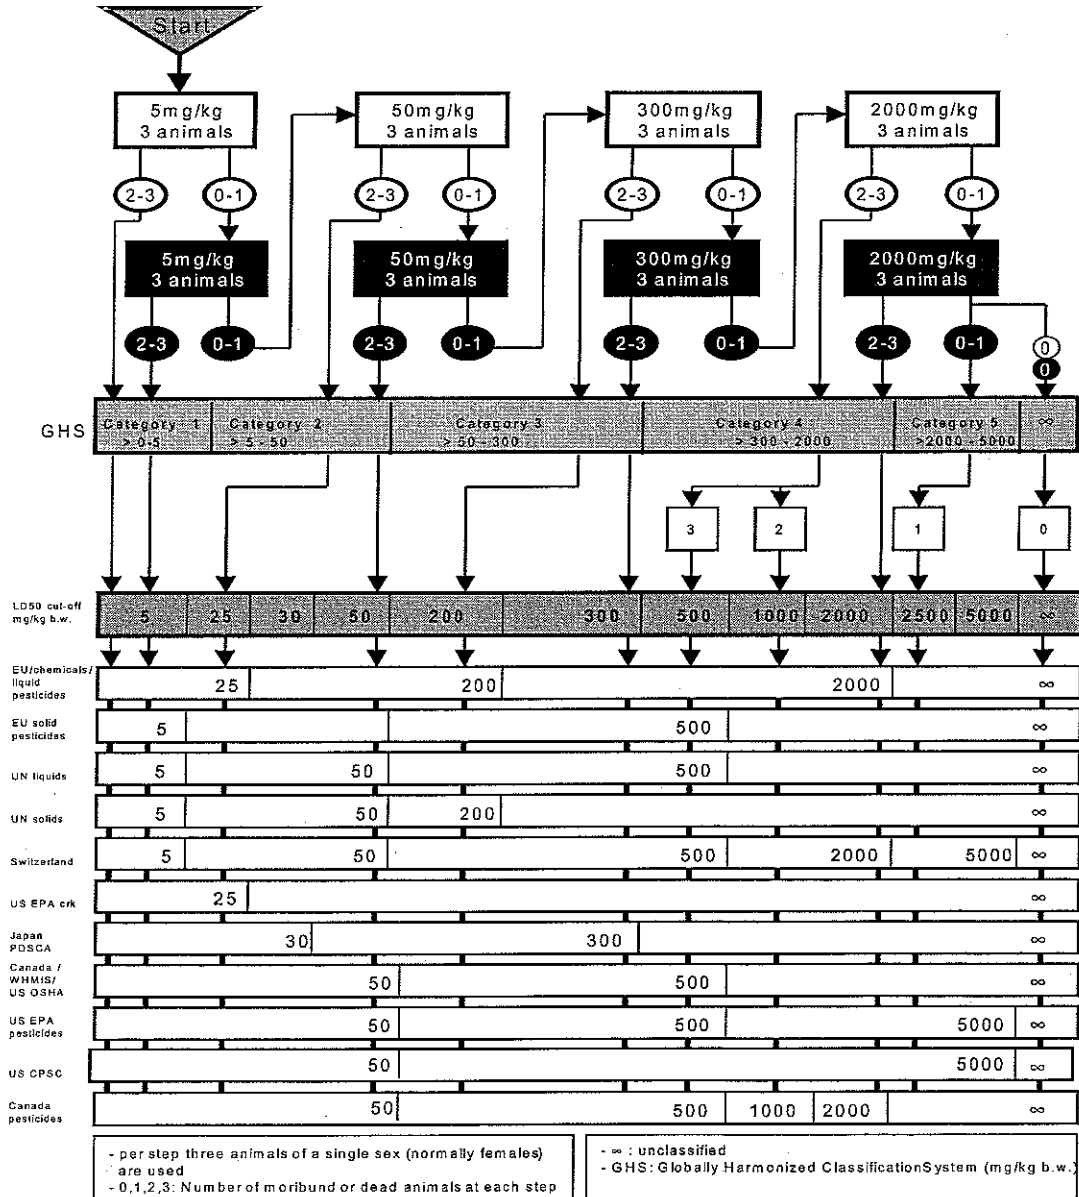 Start
5mg/kg
3 animals
50mg/kg
3 animals
300mg/kg
3 animals
2000mg/kg
3 animals
2-3 0-1 2-3 0-1 2-3 0-1 2-3 0-1
5mg/kg
3 animals
50mg/kg
3 animals
300mg/kg
3 animals
2000mg/kg
3 animals
2-3 0-1 2-3 0-1 2-3 0-1 2-3 0-1 0
0
GHS
Category 1
> 0-5
Category 2
> 5 - 50
Category 3
> 50 - 300
Category 4
> 300 - 2000
Category 5
>2000 - 5000
∞
3 2 1 0
LD50 cut-off
mg/kg b.w.
5 25 30 50 200 300 500 1000 2000 2500 5000 ∞
EU/chemicals/
liquid
pesticides
25 200 2000 ∞
EU solid
pesticides
5 500 ∞
UN liquids 5 50 500 ∞
UN solids 5 50 200 ∞
Switzerland 5 50 500 2000 5000 ∞
US EPA crk 25 ∞
Japan
PDSCA
30 300 ∞
Canada /
WHMIS/
US OSHA
50 500 ∞
US EPA
pesticides
50 500 5000 ∞
US CPSC 50 5000 ∞
Canada
pesticides
50 500 1000 2000 ∞
- per step three animals of a single sex (normally females)
are used
- 0,1,2,3: Number of moribund or dead animals at each step
- ∞ : unclassified
- GHS: Globally Harmonized ClassificationSystem (mg/kg b.w.)